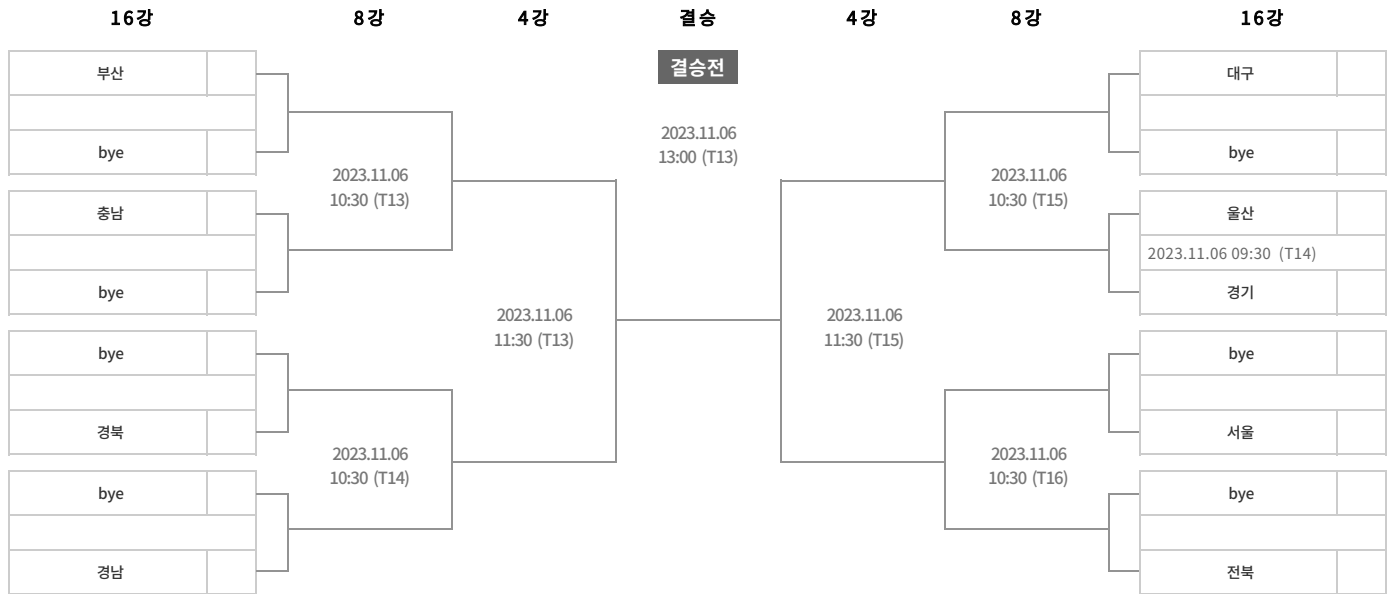 16강 8강 4강 결승 4강 8강 16강
결승전
부산
bye
충남
bye
bye
경북
bye
경남
2023.11.06
10:30 (T13)
2023.11.06
10:30 (T14)
2023.11.06
11:30 (T13)
2023.11.06
13:00 (T13)
2023.11.06
11:30 (T15)
2023.11.06
10:30 (T15)
2023.11.06
10:30 (T16)
대구
bye
울산
2023.11.06 09:30 (T14)
경기
bye
서울
bye
전북